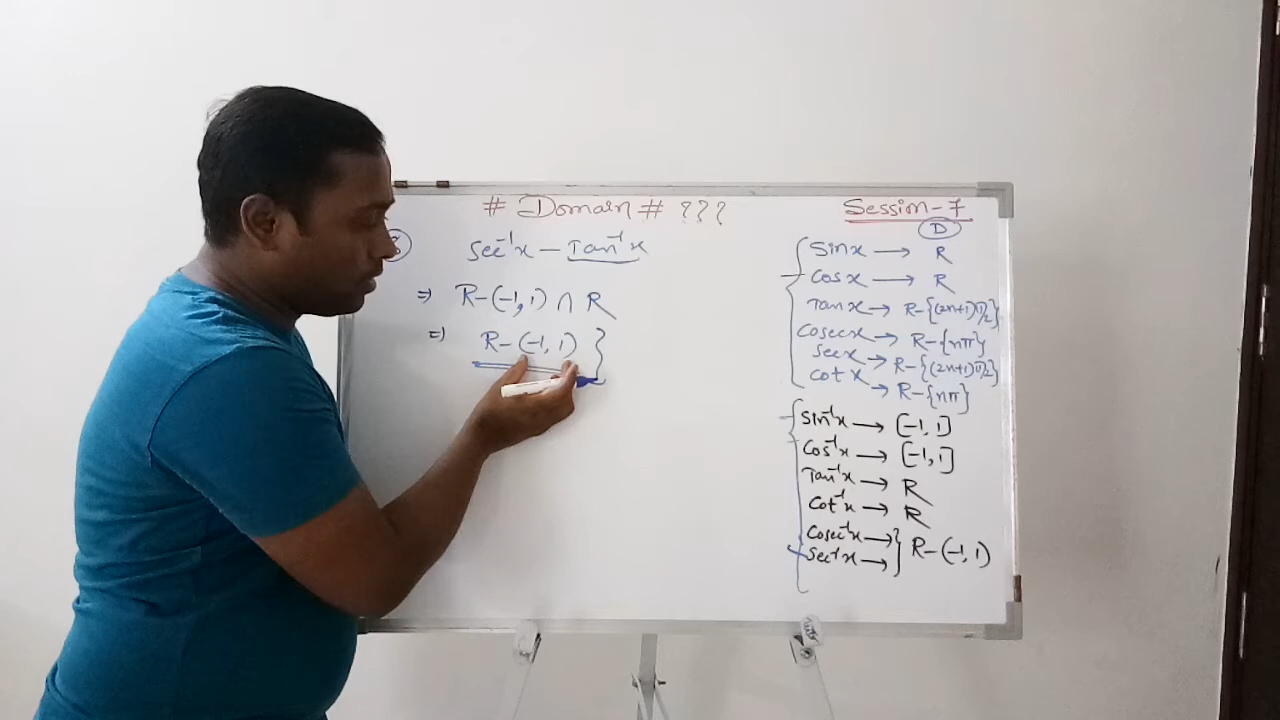 # Domain # ???
Sec⁻¹x – Tan⁻¹x
⇒ R–(–1, 1) ∩ R
⇒ R–(–1, 1)
Session-7
D
Sinx → R
Cosx → R
Tanx → R–{(2n+1)π/2}
Cosecx → R–{nπ}
Secx → R–{(2n+1)π/2}
Cotx → R–{nπ}
Sin⁻¹x → [–1, 1]
Cos⁻¹x → [–1, 1]
Tan⁻¹x → R
Cot⁻¹x → R
Cosec⁻¹x →
Sec⁻¹x → } R–(–1, 1)